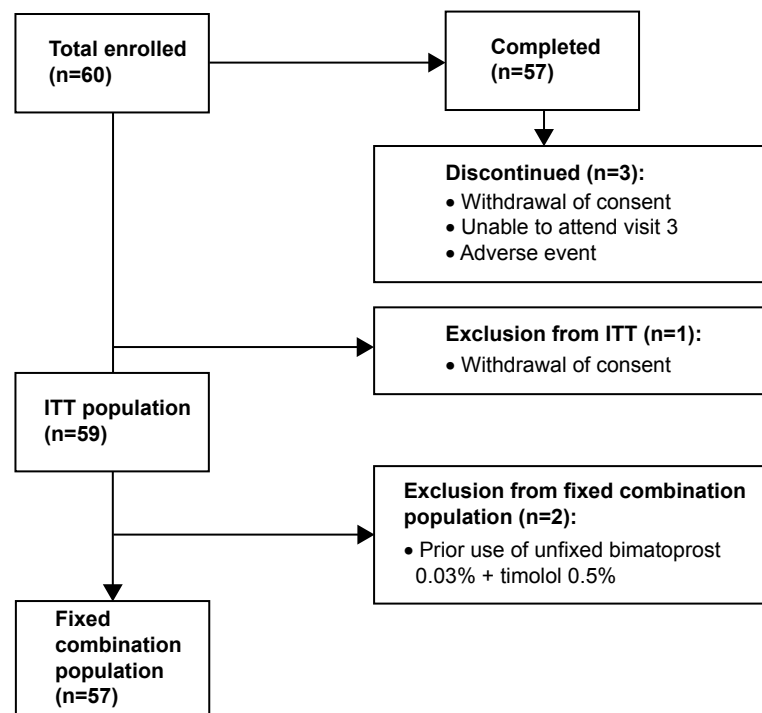 Total enrolled
(n=60)
Completed
(n=57)
Discontinued (n=3):
• Withdrawal of consent
• Unable to attend visit 3
• Adverse event
Exclusion from ITT (n=1):
• Withdrawal of consent
ITT population
(n=59)
Exclusion from fixed combination
population (n=2):
• Prior use of unfixed bimatoprost
0.03% + timolol 0.5%
Fixed
combination
population
(n=57)